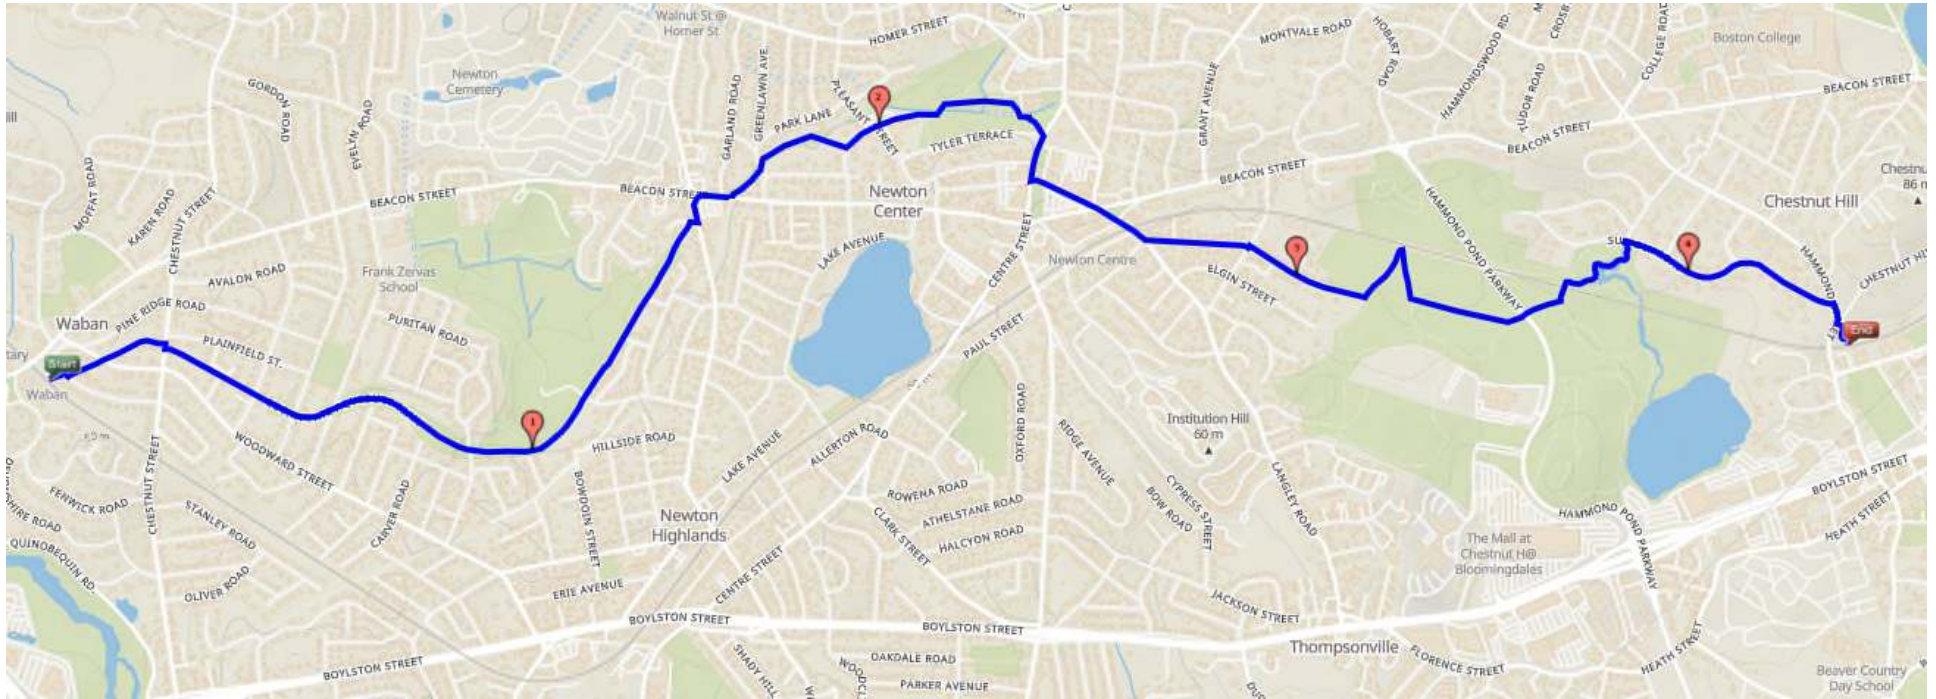 Walnut St @
Homer St
HOMER STREET
MONTVALE ROAD
HOBART ROAD
HAMMONDSWOOD RD.
COLLEGE ROAD
Boston College
Newton
Cemetery
GORDON ROAD
EVELYN ROAD
GARLAND ROAD
GREENLAWN AVE.
PARK LANE
PLEASANT STREET
2
GRANT AVENUE
TUDOR ROAD
BEACON STREET
TYLER TERRACE
BEACON STREET
BEACON STREET
MOFFAT ROAD
KAREN ROAD
CHESTNUT STREET
BEACON STREET
BEACON STREET
Newton
Center
HAMMOND POND PARKWAY
Chestnut Hill
86 m
LAKE AVENUE
CENTRE STREET
Newton Centre
3
ELGIN STREET
4
HAMMOND
AVALON ROAD
Frank Zervas
School
PINE RIDGE ROAD
Waban
PLAINFIELD ST.
PURITAN ROAD
PAUL STREET
Start
Waban
End
1
HILLSIDE ROAD
WOODWARD STREET
LAKE AVENUE
ALLERTON ROAD
OXFORD ROAD
RIDGE AVENUE
Institution Hill
60 m
CHESTNUT STREET
FENWICK ROAD
STANLEY ROAD
CARVER ROAD
BOWDOIN STREET
Newton
Highlands
ROWENA ROAD
ATHELSTANE ROAD
HALCYON ROAD
CLARK STREET
CYPRESS STREET
BOW ROAD
LANGLEY ROAD
HAMMOND POND PARKWAY
BOYLSTON STREET
HEATH STREET
The Mall at
Chestnut H@
Bloomingdales
QUINOBEQUIN RD.
OLIVER ROAD
ERIE AVENUE
CENTRE STREET
JACKSON STREET
BOYLSTON STREET
BOYLSTON STREET
BOYLSTON STREET
Thompsonville
FLORENCE STREET
HEATH STREET
SHADY HILL
OAKDALE ROAD
PARKER AVENUE
Beaver Country
Day School